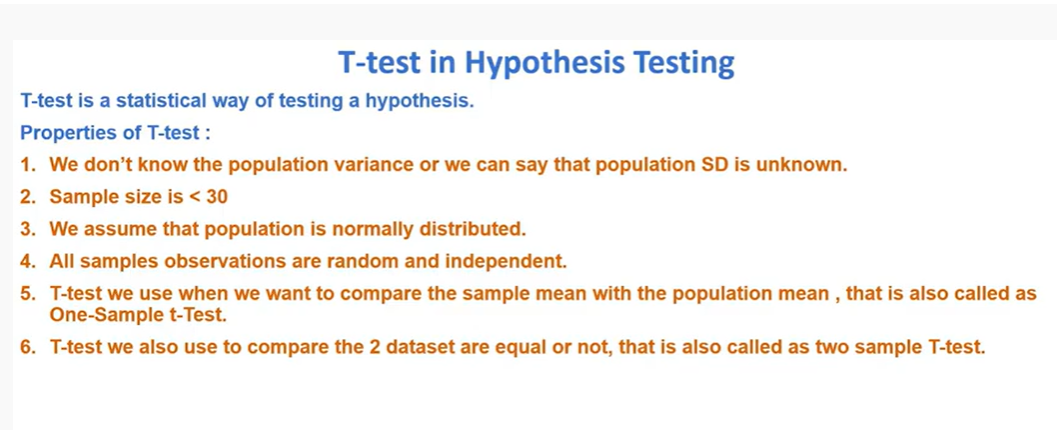 T-test in Hypothesis Testing
T-test is a statistical way of testing a hypothesis.
Properties of T-test :
1. We don't know the population variance or we can say that population SD is unknown.
2. Sample size is < 30
3. We assume that population is normally distributed.
4. All samples observations are random and independent.
5. T-test we use when we want to compare the sample mean with the population mean , that is also called as
One-Sample t-Test.
6. T-test we also use to compare the 2 dataset are equal or not, that is also called as two sample T-test.